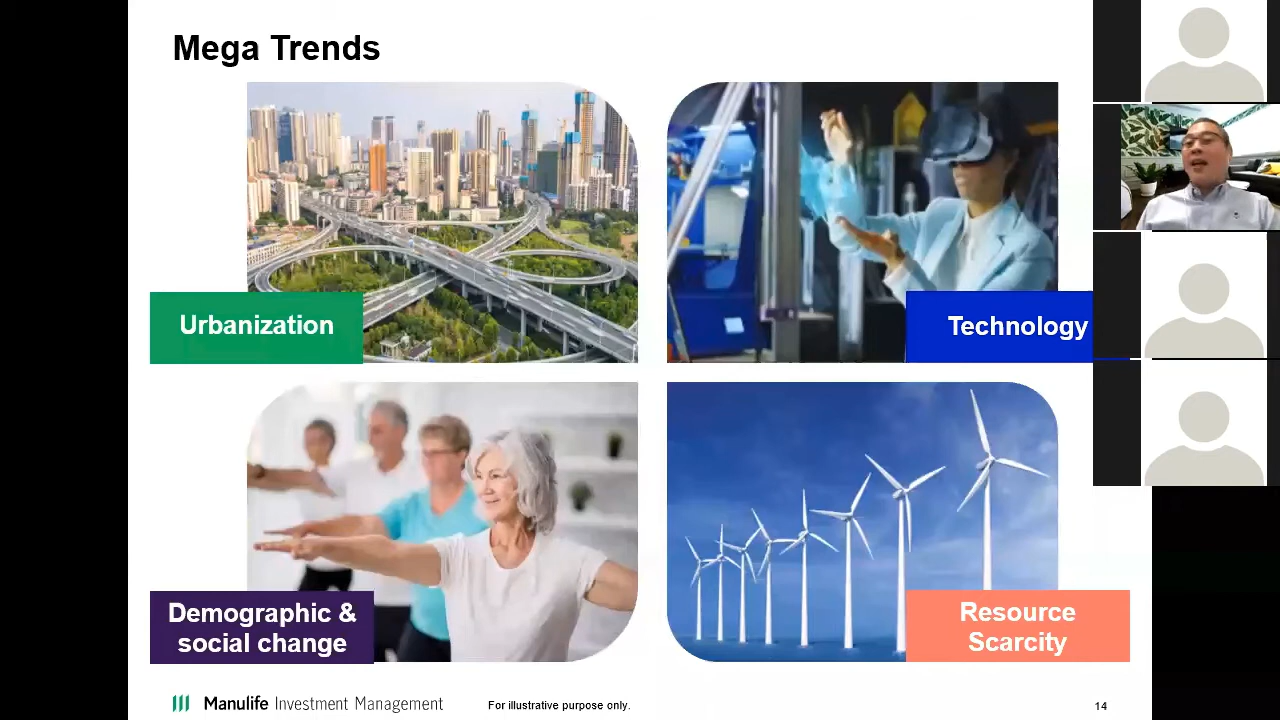 Mega Trends
Urbanization
Technology
Demographic &
social change
Resource
Scarcity
Manulife Investment Management
For illustrative purpose only.
14